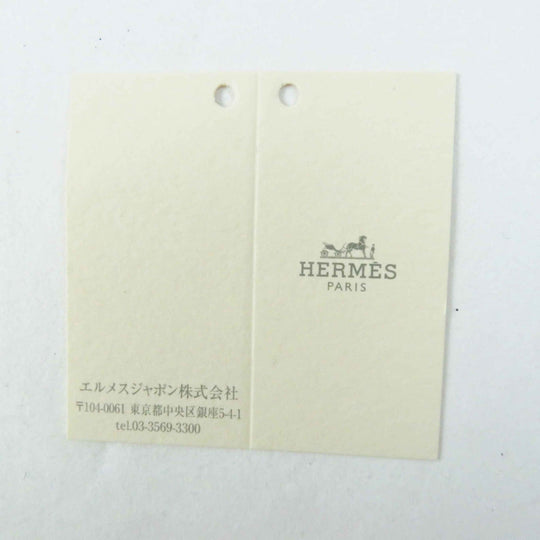 エルメスジャポン株式会社
〒104-0061 東京都中央区銀座5-4-1
tel.03-3569-3300
HERMÈS
PARIS